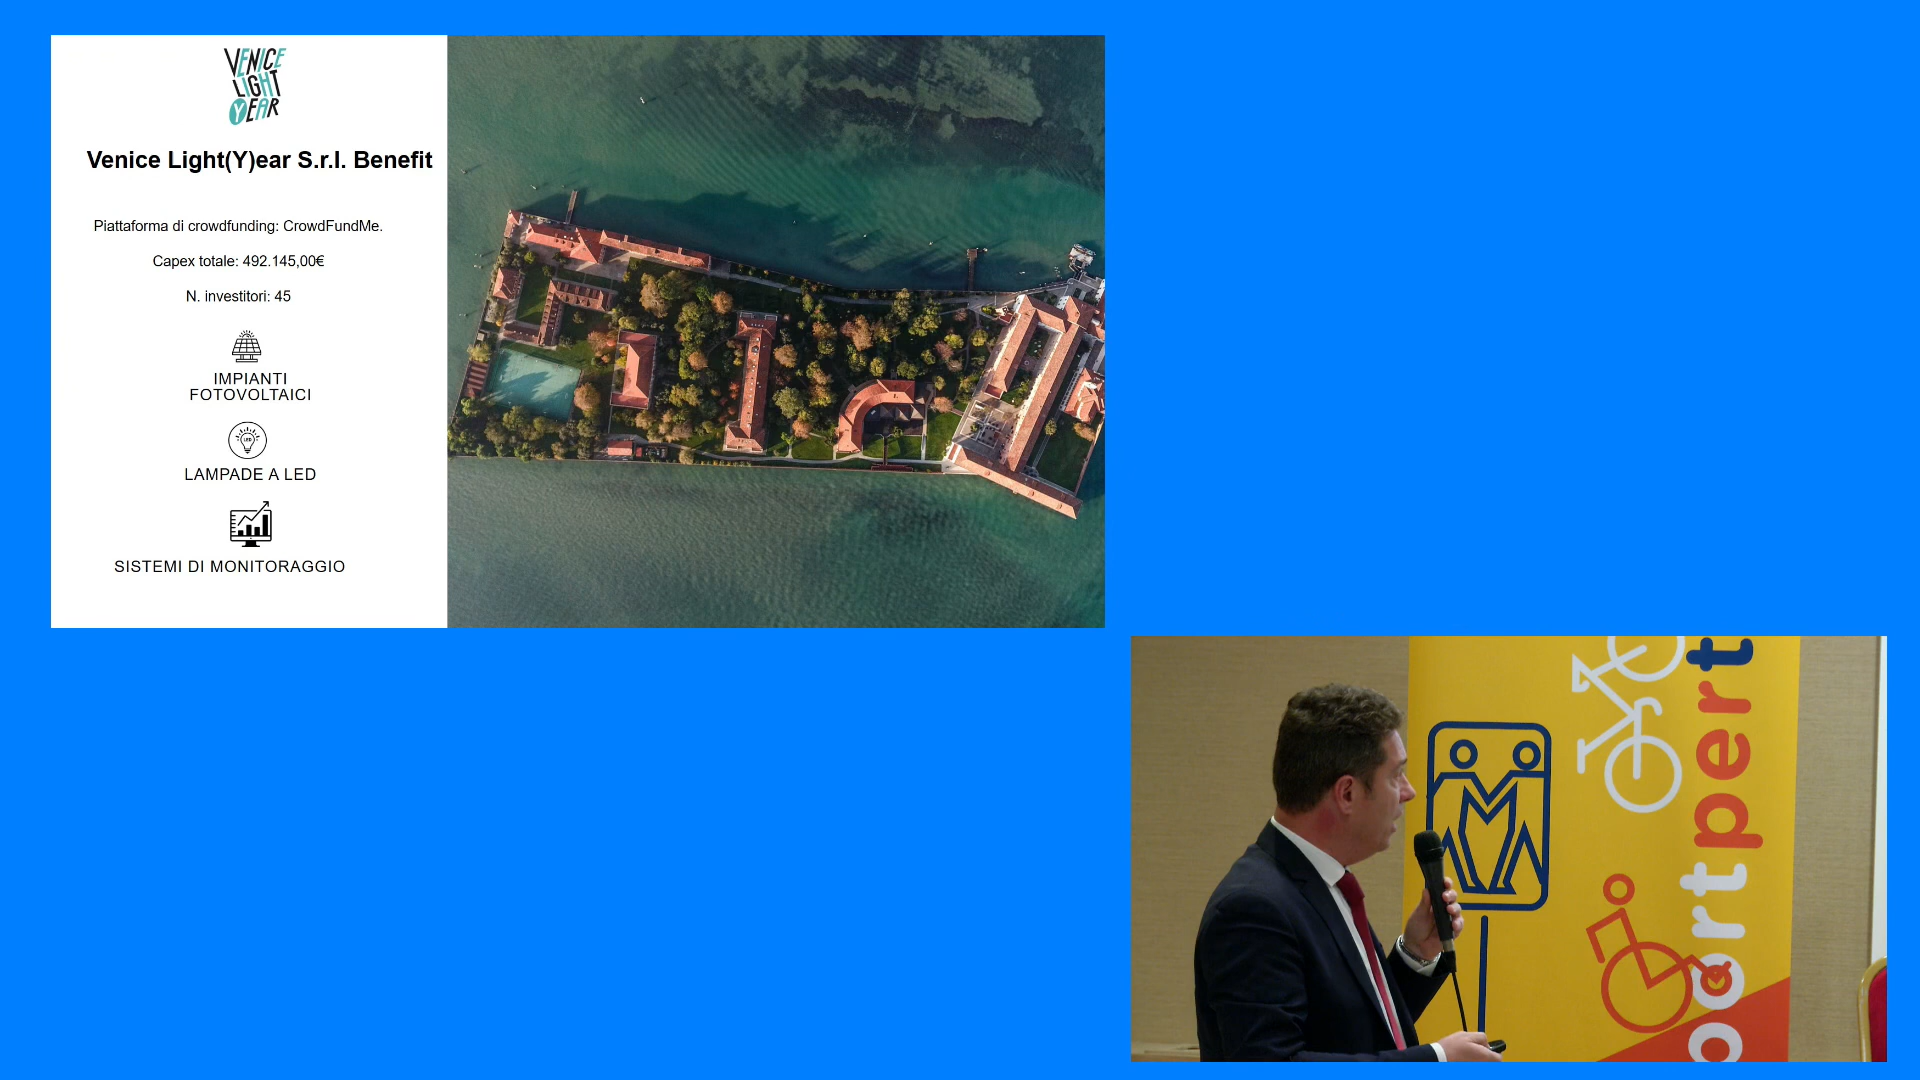 VENICE
LIGHT
YEAR
Venice Light(Y)ear S.r.l. Benefit
Piattaforma di crowdfunding: CrowdFundMe.
Capex totale: 492.145,00€
N. investitori: 45
IMPIANTI
FOTOVOLTAICI
LED
LAMPADE A LED
SISTEMI DI MONITORAGGIO
ortpert